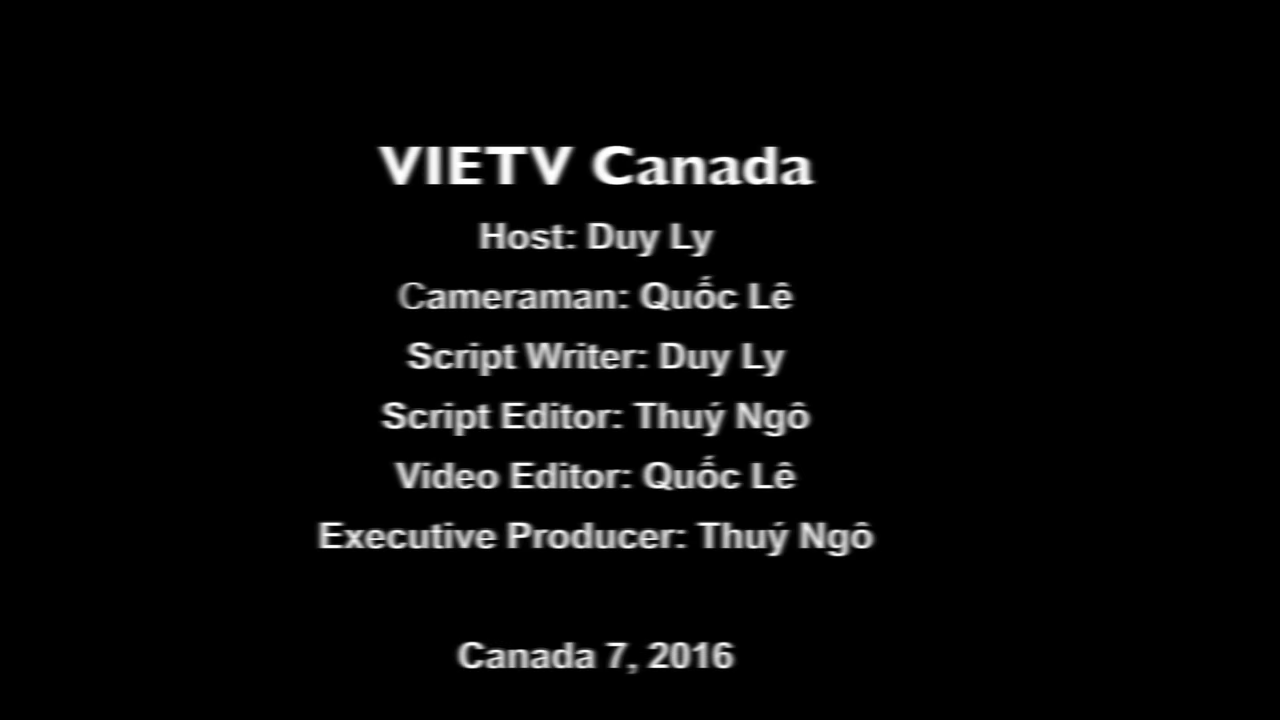 VIETV Canada
Host: Duy Ly
Cameraman: Quốc Lê
Script Writer: Duy Ly
Script Editor: Thuý Ngô
Video Editor: Quốc Lê
Executive Producer: Thuý Ngô
Canada 7, 2016